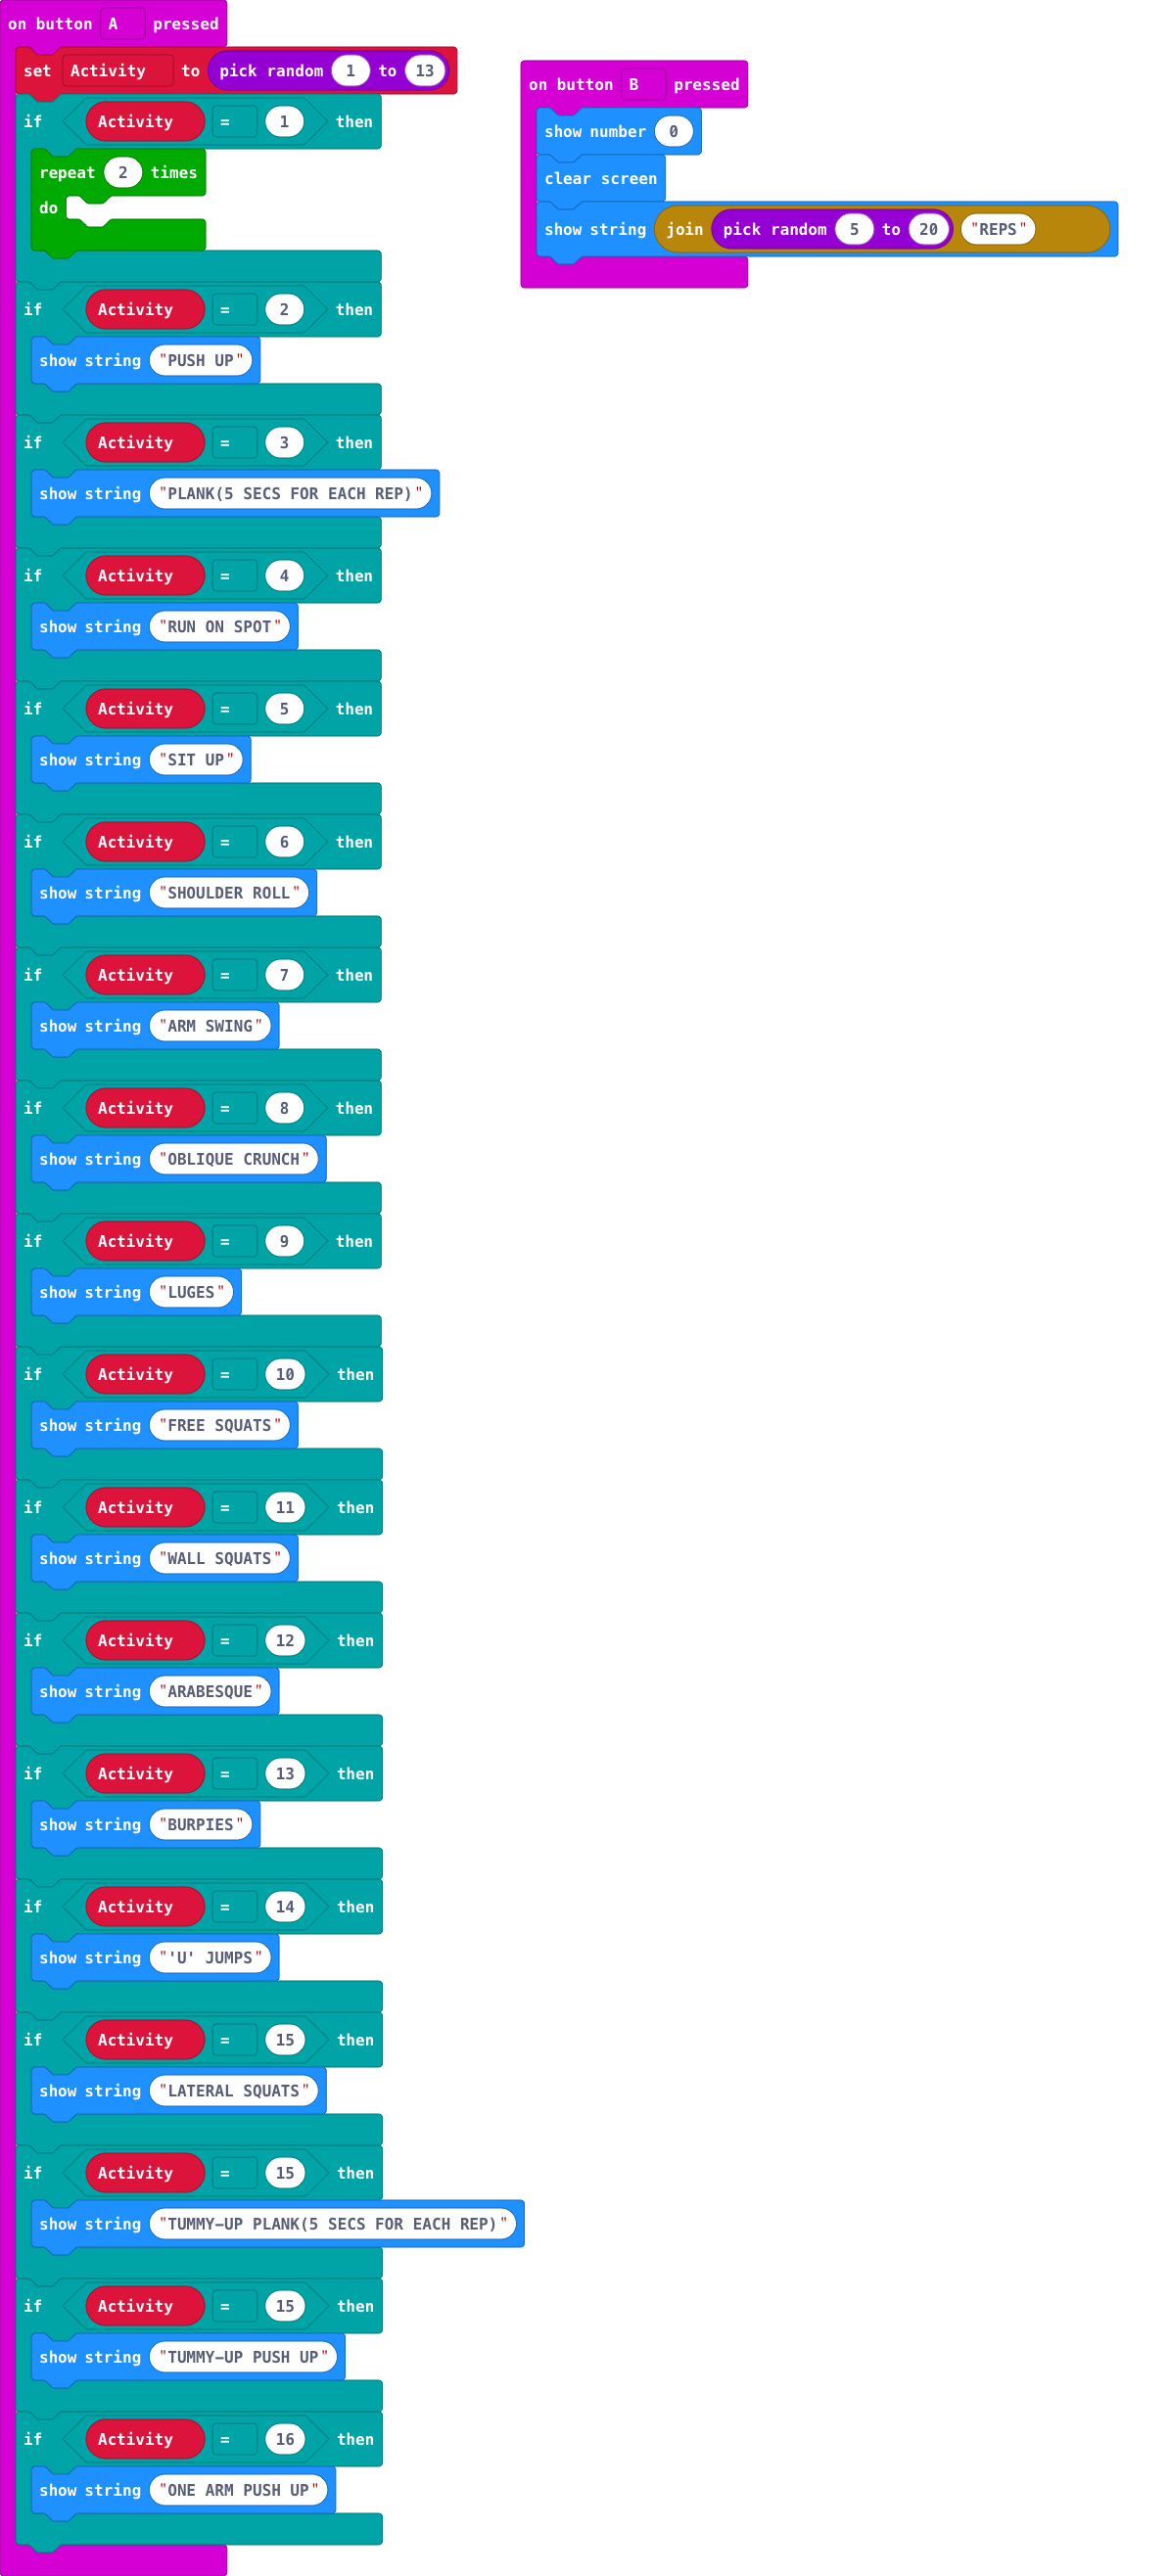 on button A pressed
set Activity to pick random 1 to 13
if Activity = 1 then
repeat 2 times
do
if Activity = 2 then
show string "PUSH UP"
if Activity = 3 then
show string "PLANK(5 SECS FOR EACH REP)"
if Activity = 4 then
show string "RUN ON SPOT"
if Activity = 5 then
show string "SIT UP"
if Activity = 6 then
show string "SHOULDER ROLL"
if Activity = 7 then
show string "ARM SWING"
if Activity = 8 then
show string "OBLIQUE CRUNCH"
if Activity = 9 then
show string "LUGES"
if Activity = 10 then
show string "FREE SQUATS"
if Activity = 11 then
show string "WALL SQUATS"
if Activity = 12 then
show string "ARABESQUE"
if Activity = 13 then
show string "BURPIES"
if Activity = 14 then
show string "'U' JUMPS"
if Activity = 15 then
show string "LATERAL SQUATS"
if Activity = 15 then
show string "TUMMY-UP PLANK(5 SECS FOR EACH REP)"
if Activity = 15 then
show string "TUMMY-UP PUSH UP"
if Activity = 16 then
show string "ONE ARM PUSH UP"
on button B pressed
show number 0
clear screen
show string join pick random 5 to 20 "REPS"